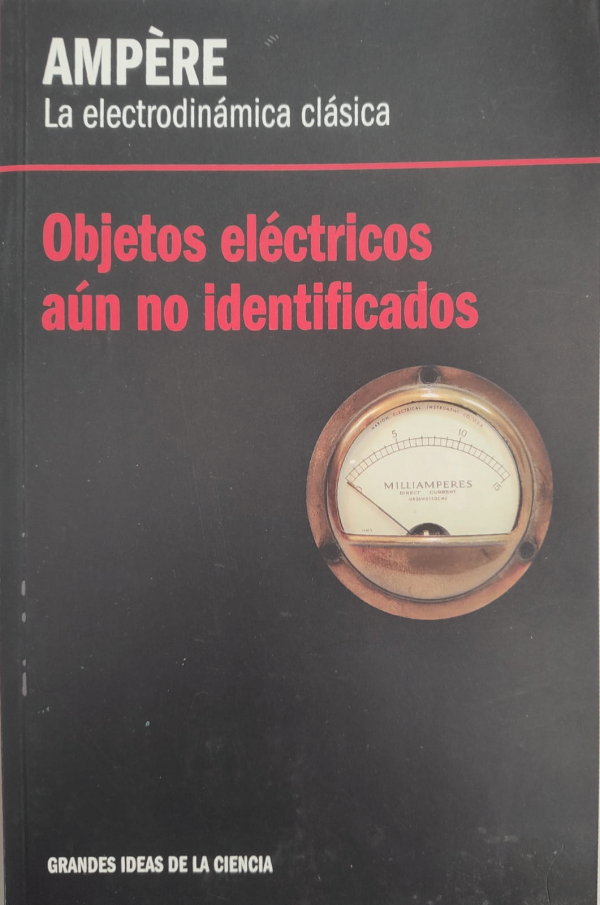 AMPÈRE
La electrodinámica clásica
Objetos eléctricos
aún no identificados
5
10
15
MILLIAMPERES
DIRECT CURRENT
GRANDES IDEAS DE LA CIENCIA